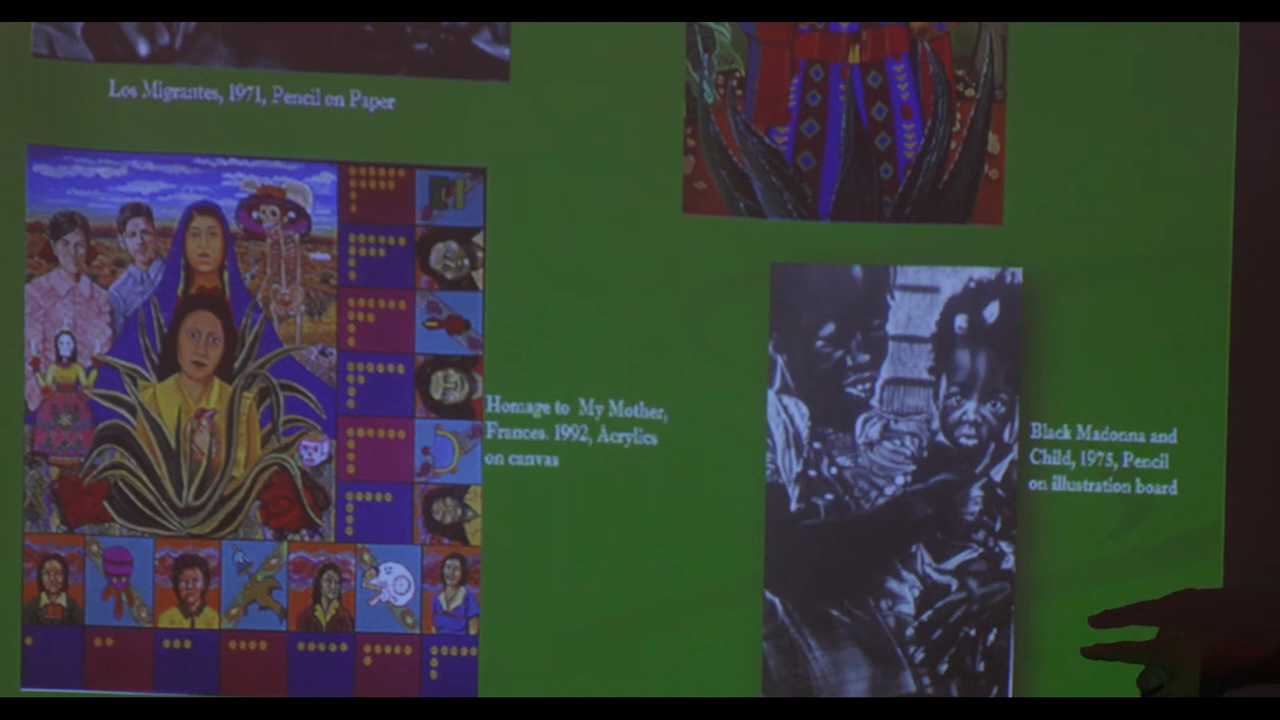 Los Migrantes, 1971, Pencil on Paper
Homage to My Mother,
Frances. 1992, Acrylics
on canvas
Black Madonna and
Child, 1975, Pencil
on illustration board